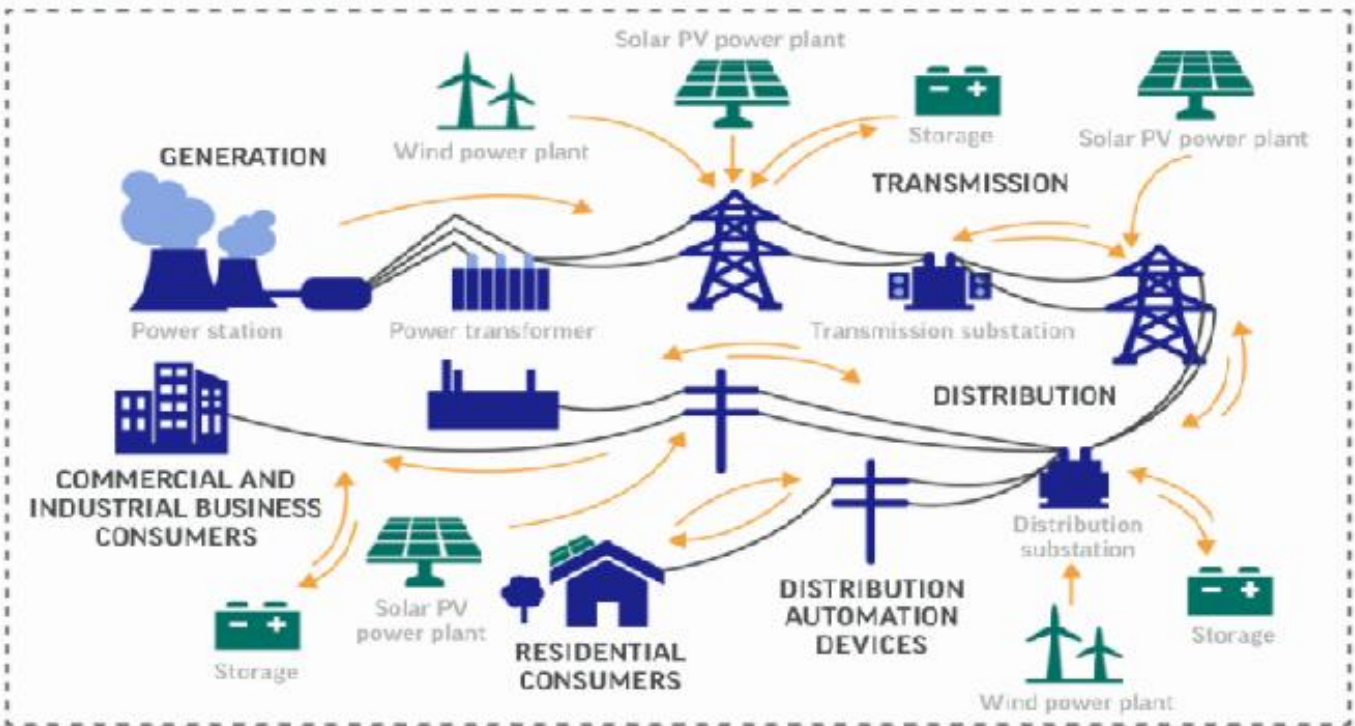 Solar PV power plant
Wind power plant
Storage
Solar PV power plant
GENERATION
TRANSMISSION
Power station
Power transformer
Transmission substation
DISTRIBUTION
COMMERCIAL AND
INDUSTRIAL BUSINESS
CONSUMERS
Distribution
substation
DISTRIBUTION
AUTOMATION
DEVICES
Solar PV
power plant
Storage
RESIDENTIAL
CONSUMERS
Storage
Wind power plant